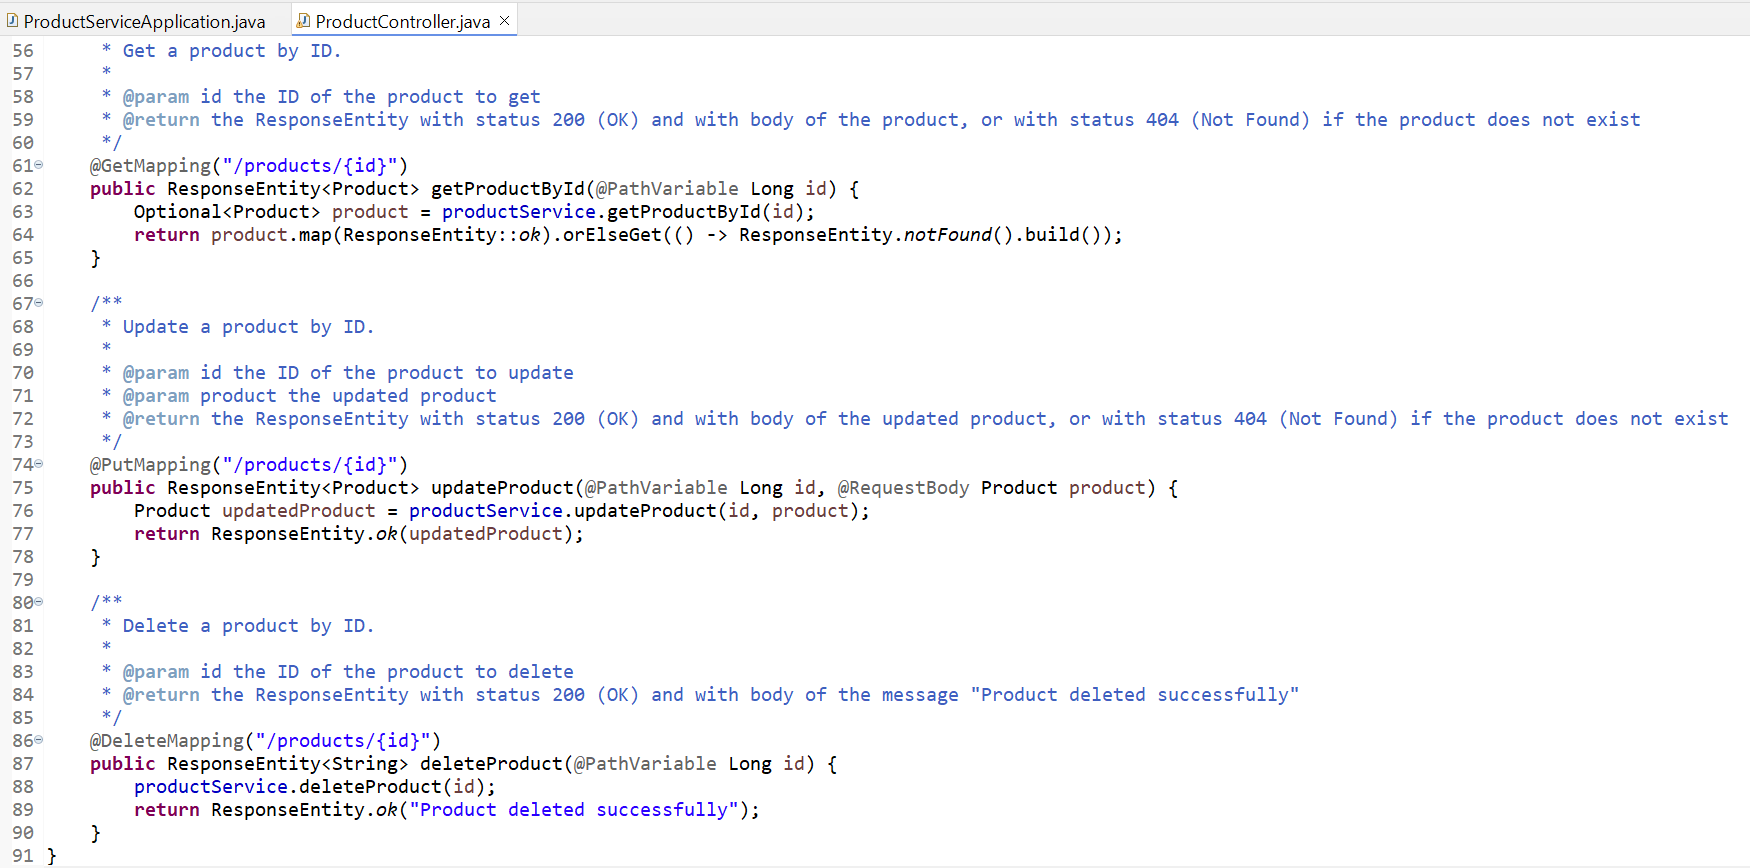 ProductServiceApplication.java
ProductController.java
56      * Get a product by ID.
57      *
58      * @param id the ID of the product to get
59      * @return the ResponseEntity with status 200 (OK) and with body of the product, or with status 404 (Not Found) if the product does not exist
60      */
61     @GetMapping("/products/{id}")
62     public ResponseEntity<Product> getProductById(@PathVariable Long id) {
63         Optional<Product> product = productService.getProductById(id);
64         return product.map(ResponseEntity::ok).orElseGet(() -> ResponseEntity.notFound().build());
65     }
66
67     /**
68      * Update a product by ID.
69      *
70      * @param id the ID of the product to update
71      * @param product the updated product
72      * @return the ResponseEntity with status 200 (OK) and with body of the updated product, or with status 404 (Not Found) if the product does not exist
73      */
74     @PutMapping("/products/{id}")
75     public ResponseEntity<Product> updateProduct(@PathVariable Long id, @RequestBody Product product) {
76         Product updatedProduct = productService.updateProduct(id, product);
77         return ResponseEntity.ok(updatedProduct);
78     }
79
80     /**
81      * Delete a product by ID.
82      *
83      * @param id the ID of the product to delete
84      * @return the ResponseEntity with status 200 (OK) and with body of the message "Product deleted successfully"
85      */
86     @DeleteMapping("/products/{id}")
87     public ResponseEntity<String> deleteProduct(@PathVariable Long id) {
88         productService.deleteProduct(id);
89         return ResponseEntity.ok("Product deleted successfully");
90     }
91 }